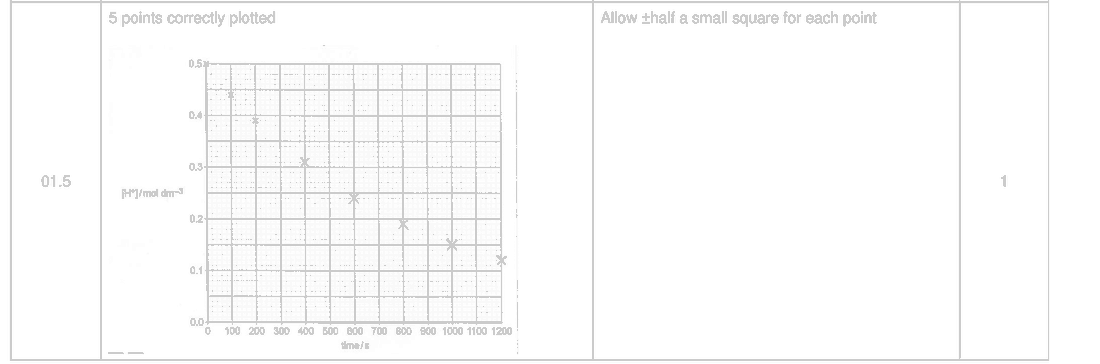 5 points correctly plotted
Allow ±half a small square for each point
0.5
0.4
0.3
01.5
[H⁺]/mol dm⁻³
1
0.2
0.1
0.0
0 100 200 300 400 500 600 700 800 900 1000 1100 1200
time/s